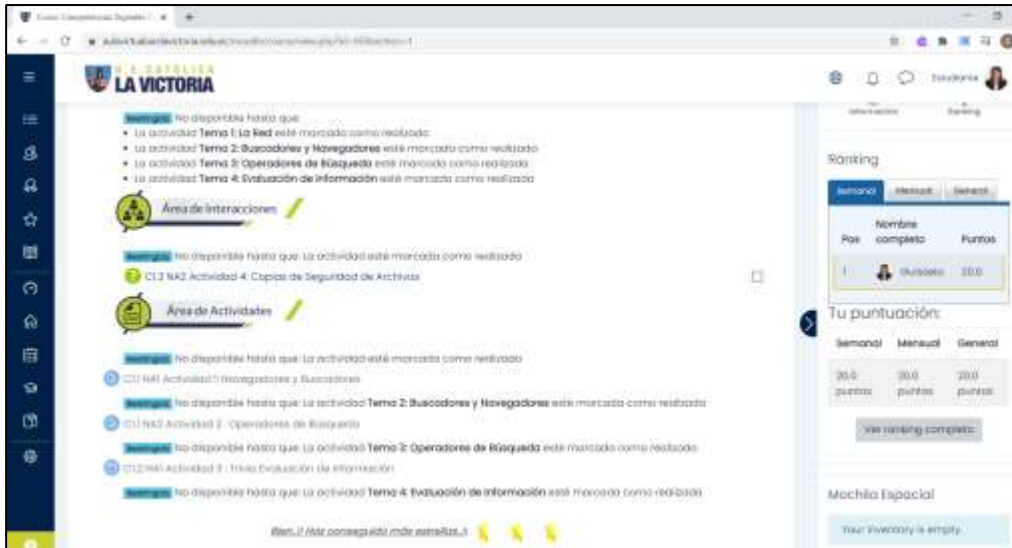 U. E. CATÓLICA
LA VICTORIA
Estudiante
Restringido No disponible hasta que:
La actividad Tema 1: La Red esté marcada como realizada
La actividad Tema 2: Buscadores y Navegadores esté marcada como realizada
La actividad Tema 3: Operadores de Búsqueda esté marcada como realizada
La actividad Tema 4: Evaluación de Información esté marcada como realizada
Área de Interacciones
Restringido No disponible hasta que: La actividad esté marcada como realizada
C1.3 NA2 Actividad 4: Copias de Seguridad de Archivos
Área de Actividades
Restringido No disponible hasta que: La actividad esté marcada como realizada
C1.1 NA1 Actividad 1: Navegadores y Buscadores
Restringido No disponible hasta que: La actividad Tema 2: Buscadores y Navegadores esté marcada como realizada
C1.1 NA2 Actividad 2 : Operadores de Búsqueda
Restringido No disponible hasta que: La actividad Tema 3: Operadores de Búsqueda esté marcada como realizada
C1.2 NA1 Actividad 3 : Trivia Evaluación de Información
Restringido No disponible hasta que: La actividad Tema 4: Evaluación de Información esté marcada como realizada
Bien..!! Haz conseguido más estrellas..!!
Información Ranking
Ranking
Semanal Mensual General
Pos Nombre completo Puntos
1 20.0
Tu puntuación:
Semanal Mensual General
20.0 puntos 20.0 puntos 20.0 puntos
Ver ranking completo
Mochila Espacial
Your inventory is empty.